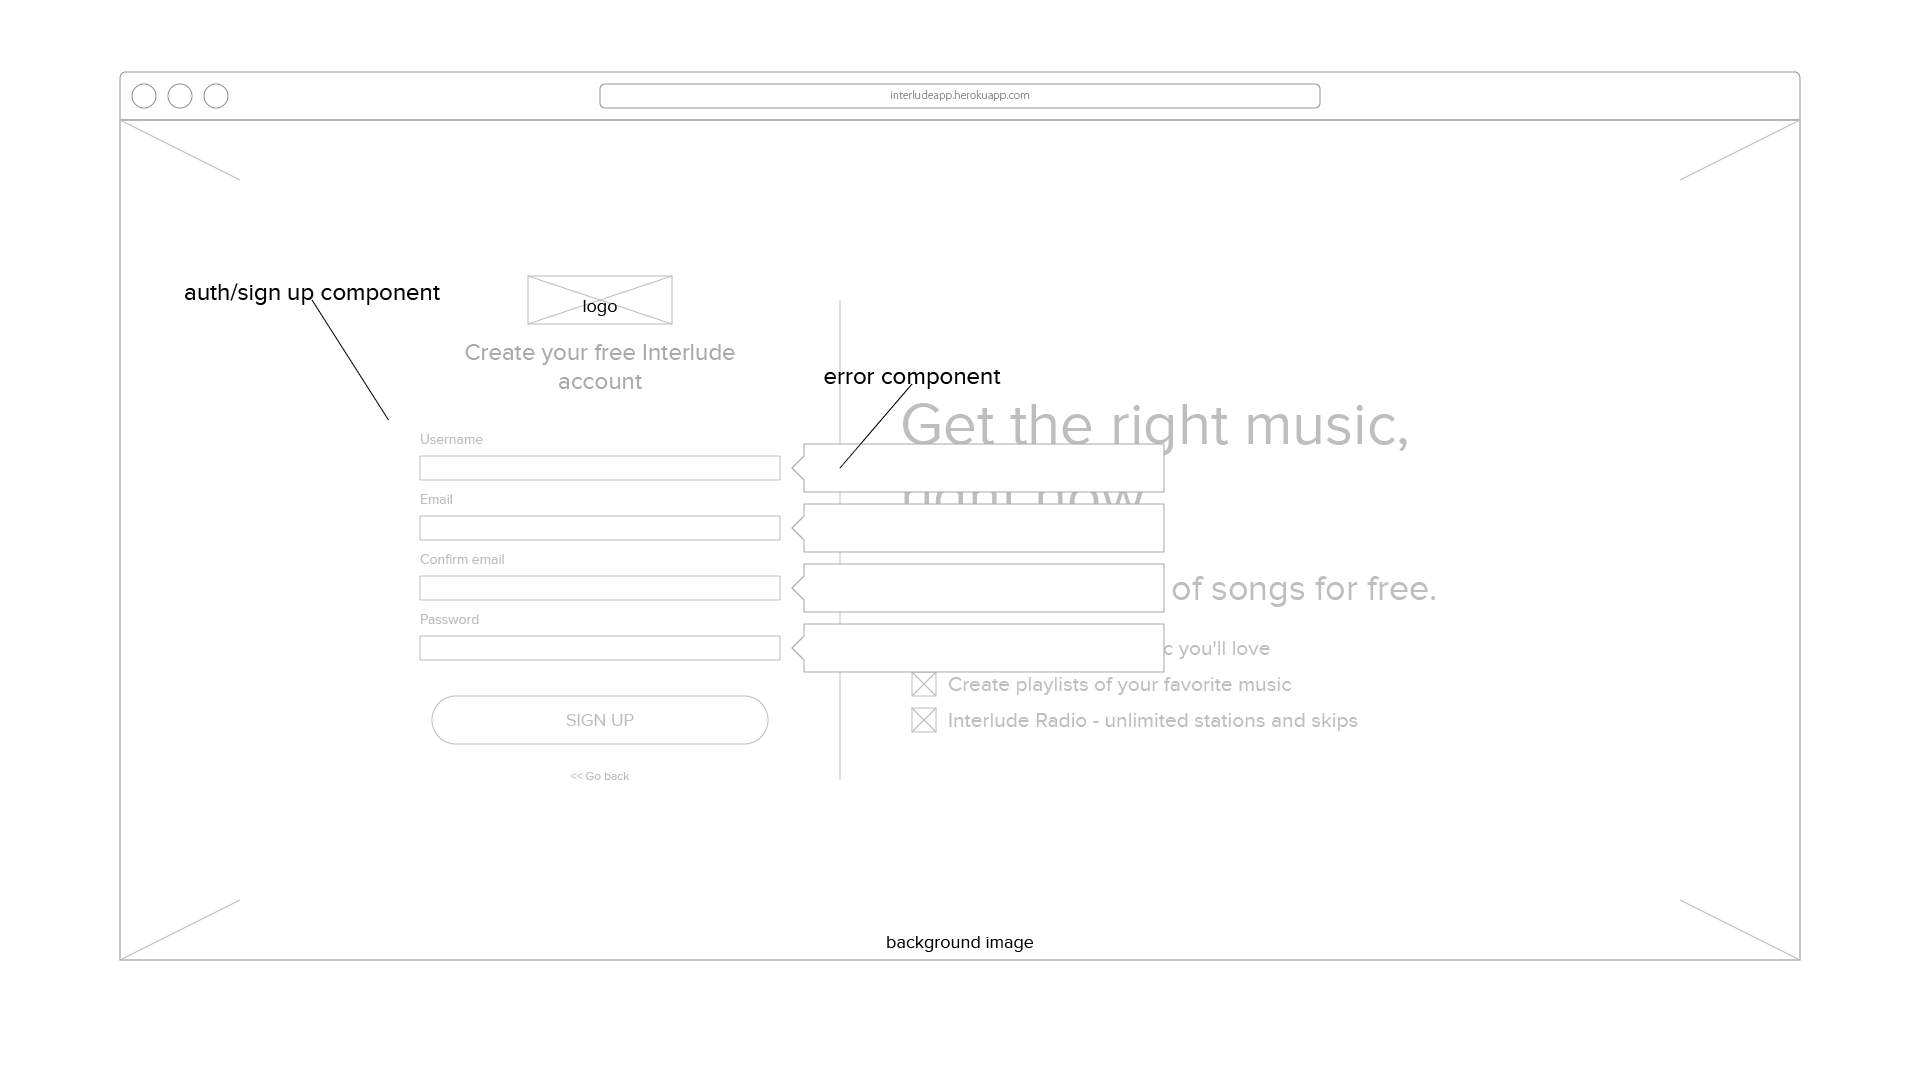 interludeapp.herokuapp.com
auth/sign up component
logo
Create your free Interlude
account
Username
Email
Confirm email
Password
SIGN UP
<< Go back
error component
Get the right music,
right now
of songs for free.
you'll love
Create playlists of your favorite music
Interlude Radio - unlimited stations and skips
background image